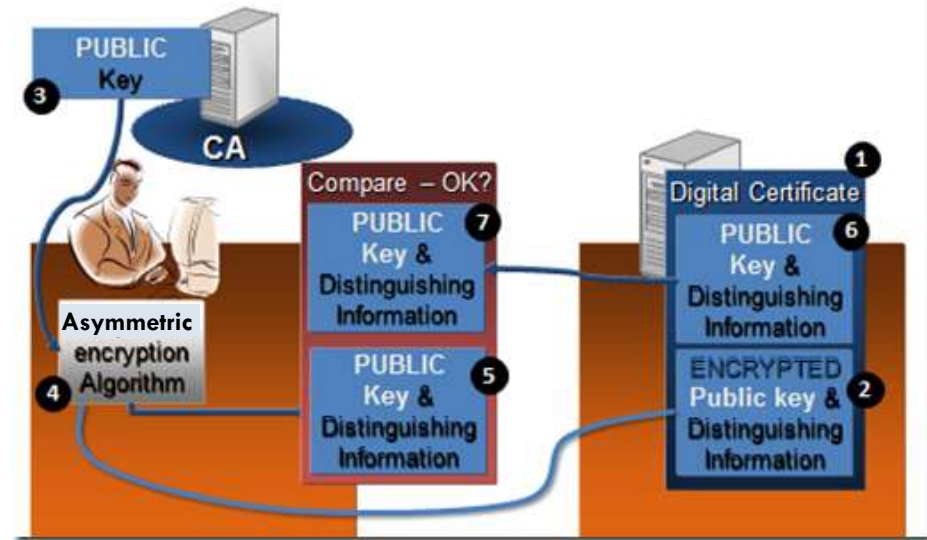 PUBLIC
Key
3
CA
1
Compare – OK?
Digital Certificate
PUBLIC
7
Key &
Distinguishing
Information
PUBLIC
6
Key &
Distinguishing
Information
Asymmetric
encryption
Algorithm
4
PUBLIC
5
Key &
Distinguishing
Information
ENCRYPTED
2
Public key &
Distinguishing
Information